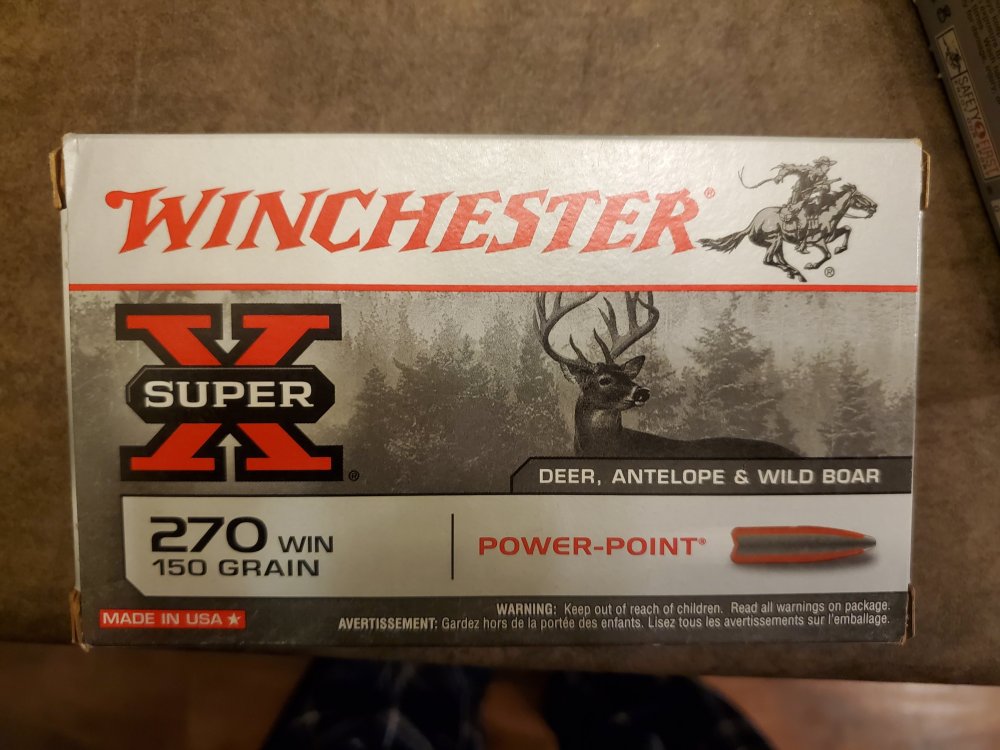 WINCHESTER®
®
SUPER X®
DEER, ANTELOPE & WILD BOAR
270 WIN
150 GRAIN
POWER-POINT®
MADE IN USA
WARNING: Keep out of reach of children. Read all warnings on package.
AVERTISSEMENT: Gardez hors de la portée des enfants. Lisez tous les avertissements sur l'emballage.
SAFETY